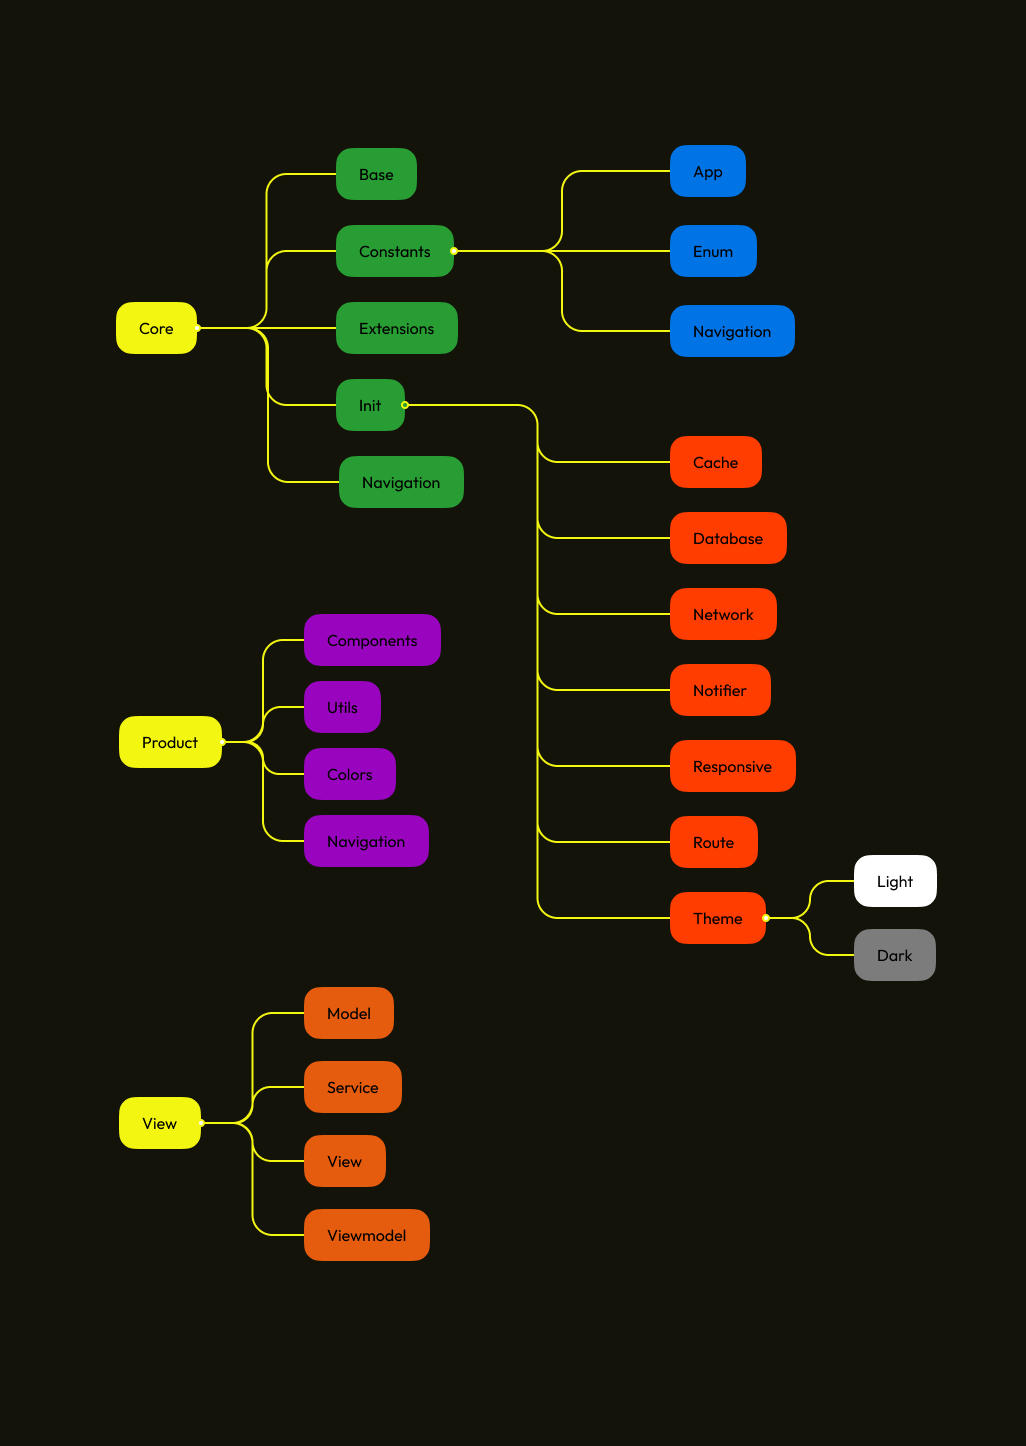 Core
Base
Constants
Extensions
Init
Navigation
App
Enum
Navigation
Cache
Database
Network
Notifier
Responsive
Route
Theme
Light
Dark
Product
Components
Utils
Colors
Navigation
View
Model
Service
View
Viewmodel